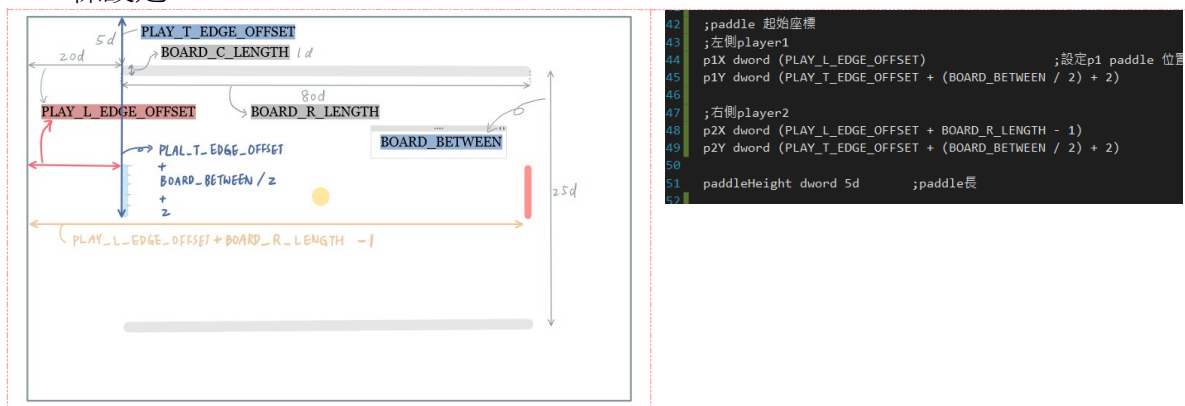 5d
PLAY_T_EDGE_OFFSET
20d
BOARD_C_LENGTH 1d
80d
PLAY_L_EDGE_OFFSET
BOARD_R_LENGTH
BOARD_BETWEEN
PLAL_T_EDGE_OFFSET
+
BOARD_BETWEEN / 2
+
2
25d
PLAY_L_EDGE_OFFSET + BOARD_R_LENGTH -1
42 ;paddle 起始座標
43 ;左側player1
44 p1X dword (PLAY_L_EDGE_OFFSET) ;設定p1 paddle 位置
45 p1Y dword (PLAY_T_EDGE_OFFSET + (BOARD_BETWEEN / 2) + 2)
46
47 ;右側player2
48 p2X dword (PLAY_L_EDGE_OFFSET + BOARD_R_LENGTH - 1)
49 p2Y dword (PLAY_T_EDGE_OFFSET + (BOARD_BETWEEN / 2) + 2)
50
51 paddleHeight dword 5d ;paddle長
52